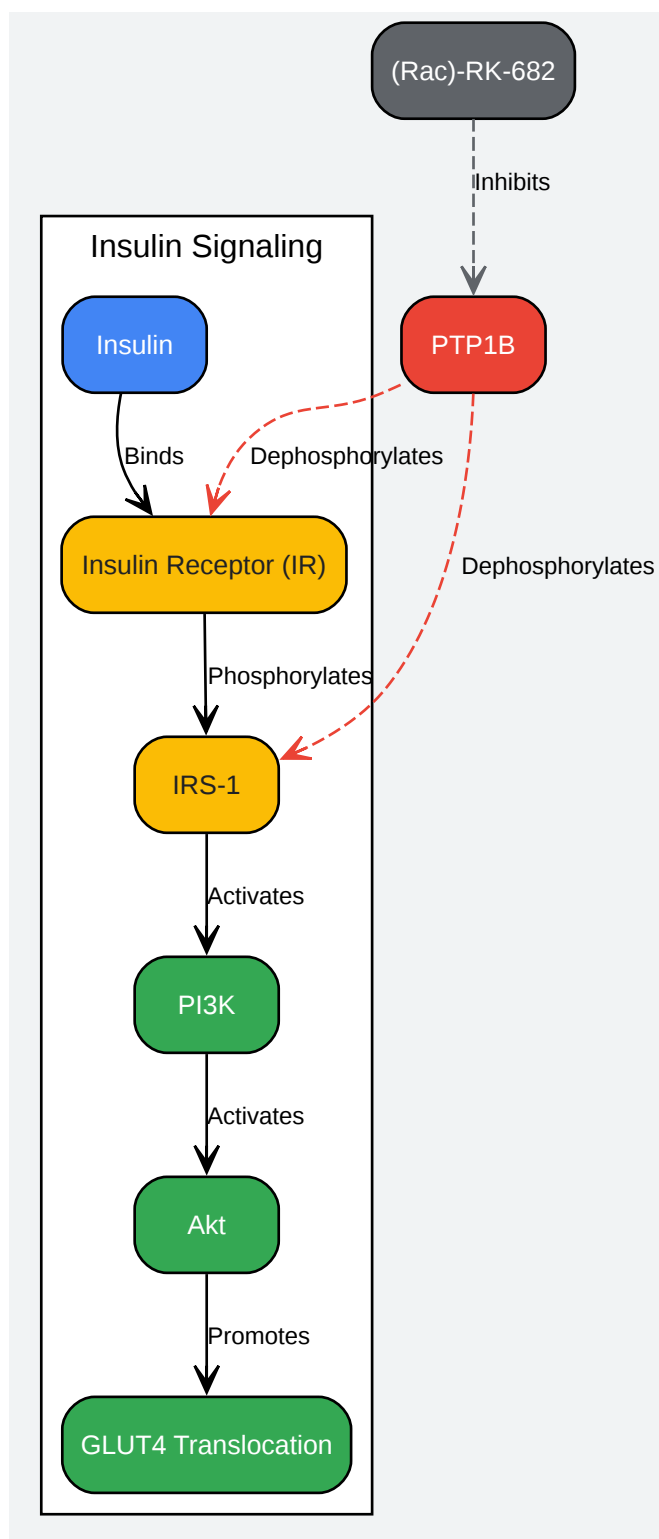 (Rac)-RK-682
Inhibits
Insulin Signaling
Insulin
PTP1B
Binds
Dephosphorylates
Insulin Receptor (IR)
Dephosphorylates
Phosphorylates
IRS-1
Activates
PI3K
Activates
Akt
Promotes
GLUT4 Translocation